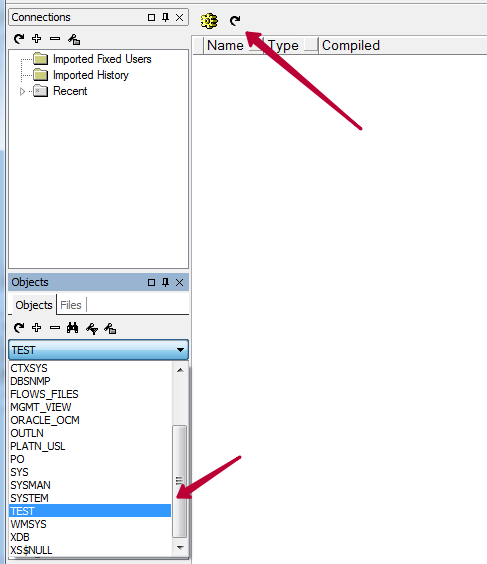 Connections
Imported Fixed Users
Imported History
Recent
Name Type Compiled
Objects
Objects Files
TEST
CTXSYS
DBSNMP
FLOWS_FILES
MGMT_VIEW
ORACLE_OCM
OUTLN
PLATN_USL
PO
SYS
SYSMAN
SYSTEM
TEST
WMSYS
XDB
XS$NULL